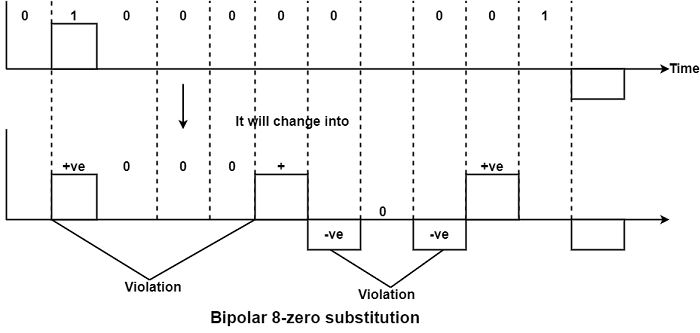 0 1 0 0 0 0 0 0 0 1
Time
It will change into
+ve 0 0 0 + +ve
0
-ve -ve
Violation
Violation
Bipolar 8-zero substitution